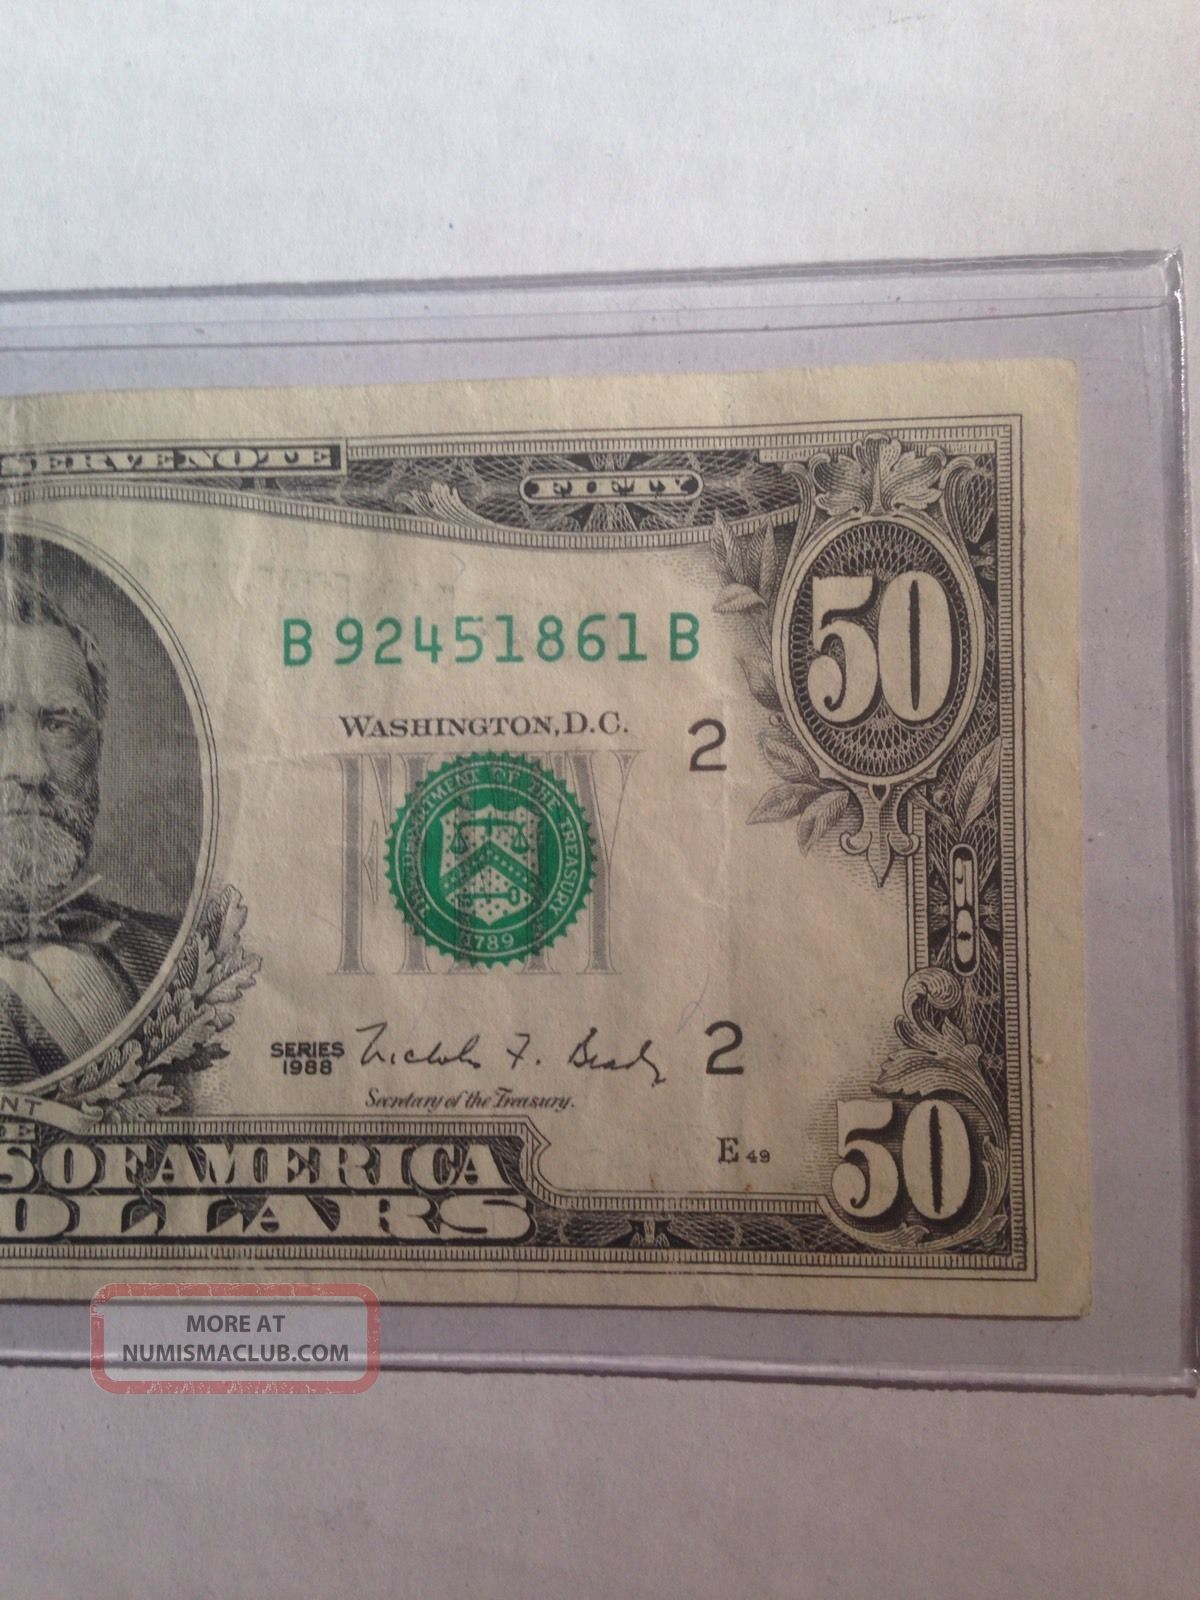 SERVE NOTE
FIFTY
50
B 92451861 B
WASHINGTON, D.C.
2
FIFTY
THE DEPARTMENT OF THE TREASURY
1789
50
SERIES
1988
Nicholas F. Brady
2
Secretary of the Treasury.
NT
E 49
50
S OF AMERICA
OLLARS
MORE AT
NUMISMACLUB.COM